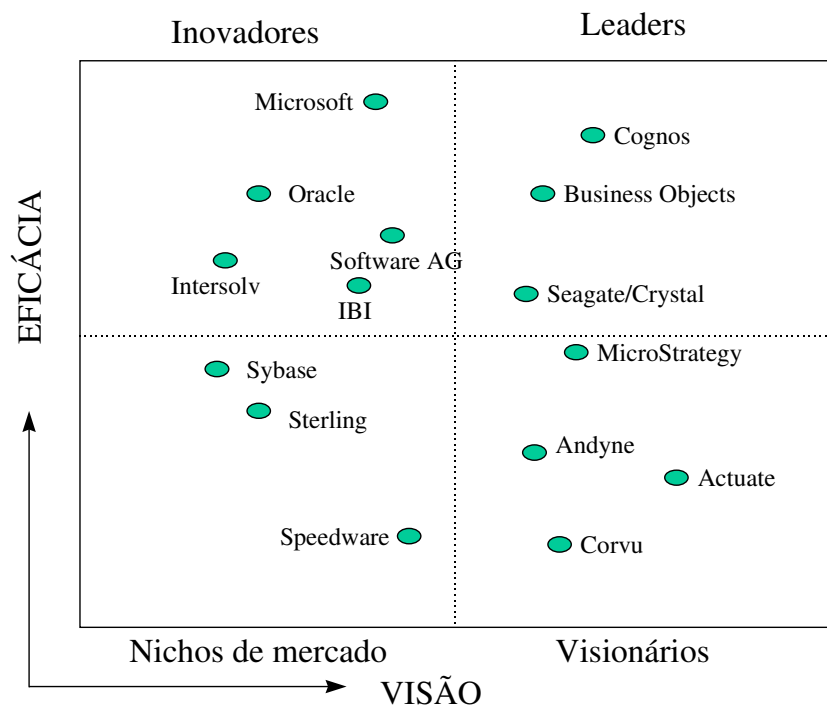 Inovadores
Leaders
Microsoft
Cognos
Oracle
Business Objects
Software AG
Intersolv
IBI
Seagate/Crystal
EFICÁCIA
MicroStrategy
Sybase
Sterling
Andyne
Actuate
Speedware
Corvu
Nichos de mercado
Visionários
VISÃO